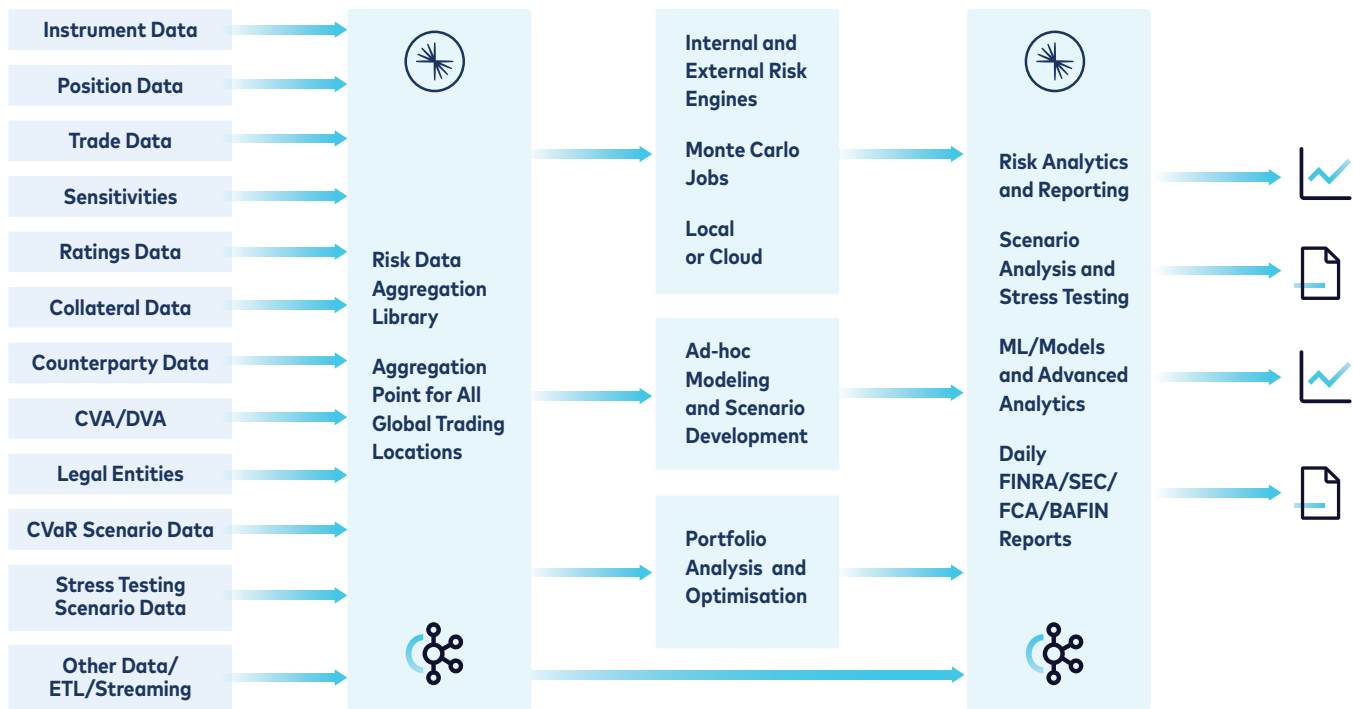 Instrument Data
Position Data
Trade Data
Sensitivities
Ratings Data
Collateral Data
Counterparty Data
CVA/DVA
Legal Entities
CVaR Scenario Data
Stress Testing
Scenario Data
Other Data/
ETL/Streaming
Risk Data
Aggregation
Library
Aggregation
Point for All
Global Trading
Locations
Internal and
External Risk
Engines
Monte Carlo
Jobs
Local
or Cloud
Ad-hoc
Modeling
and Scenario
Development
Portfolio
Analysis and
Optimisation
Risk Analytics
and Reporting
Scenario
Analysis and
Stress Testing
ML/Models
and Advanced
Analytics
Daily
FINRA/SEC/
FCA/BAFIN
Reports